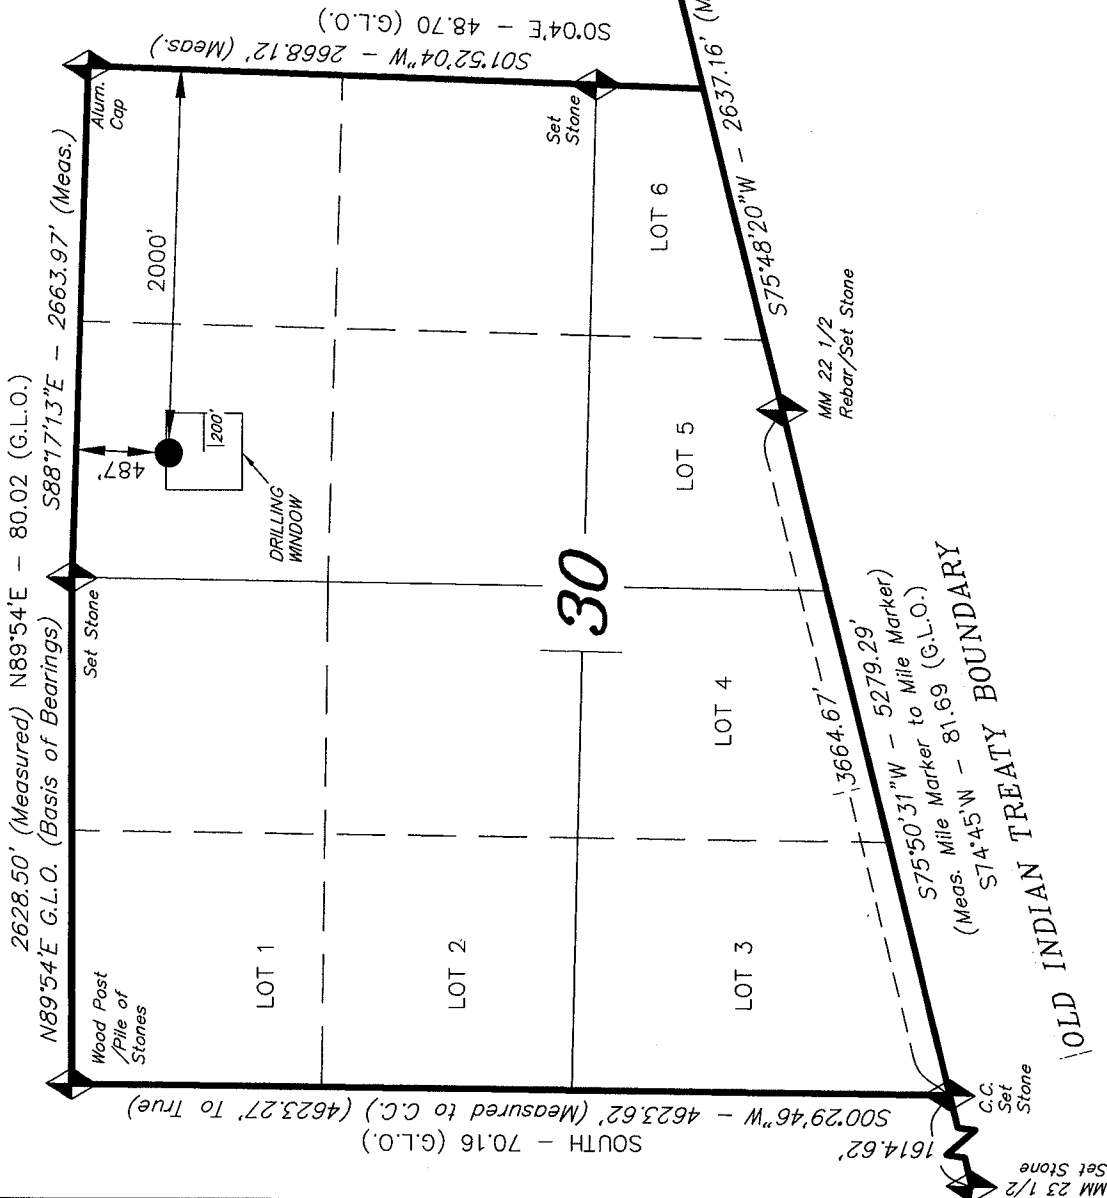 2628.50' (Measured) N89°54'E – 80.02 (G.L.O.)
N89°54'E G.L.O. (Basis of Bearings)
S88°17'13"E – 2663.97' (Meas.)
Wood Post
/Pile of
Stones
Set Stone
Alum.
Cap
S01°52'04"W – 2668.12' (Meas.)
S0°04'E – 48.70 (G.L.O.)
487'
2000'
200'
DRILLING
WINDOW
LOT 1
LOT 2
LOT 3
LOT 4
LOT 5
LOT 6
30
Set
Stone
S75°48'20"W – 2637.16'
MM 22 1/2
Rebar/Set Stone
3664.67'
S75°50'31"W – 5279.29'
(Meas. Mile Marker to Mile Marker)
S74°45'W – 81.69 (G.L.O.)
OLD INDIAN TREATY BOUNDARY
S00°29'46"W – 4623.62' (Measured to C.C.) (4623.27' To True)
SOUTH – 70.16 (G.L.O.)
C.C.
Set
Stone
1614.62'
MM 23 1/2
Set Stone